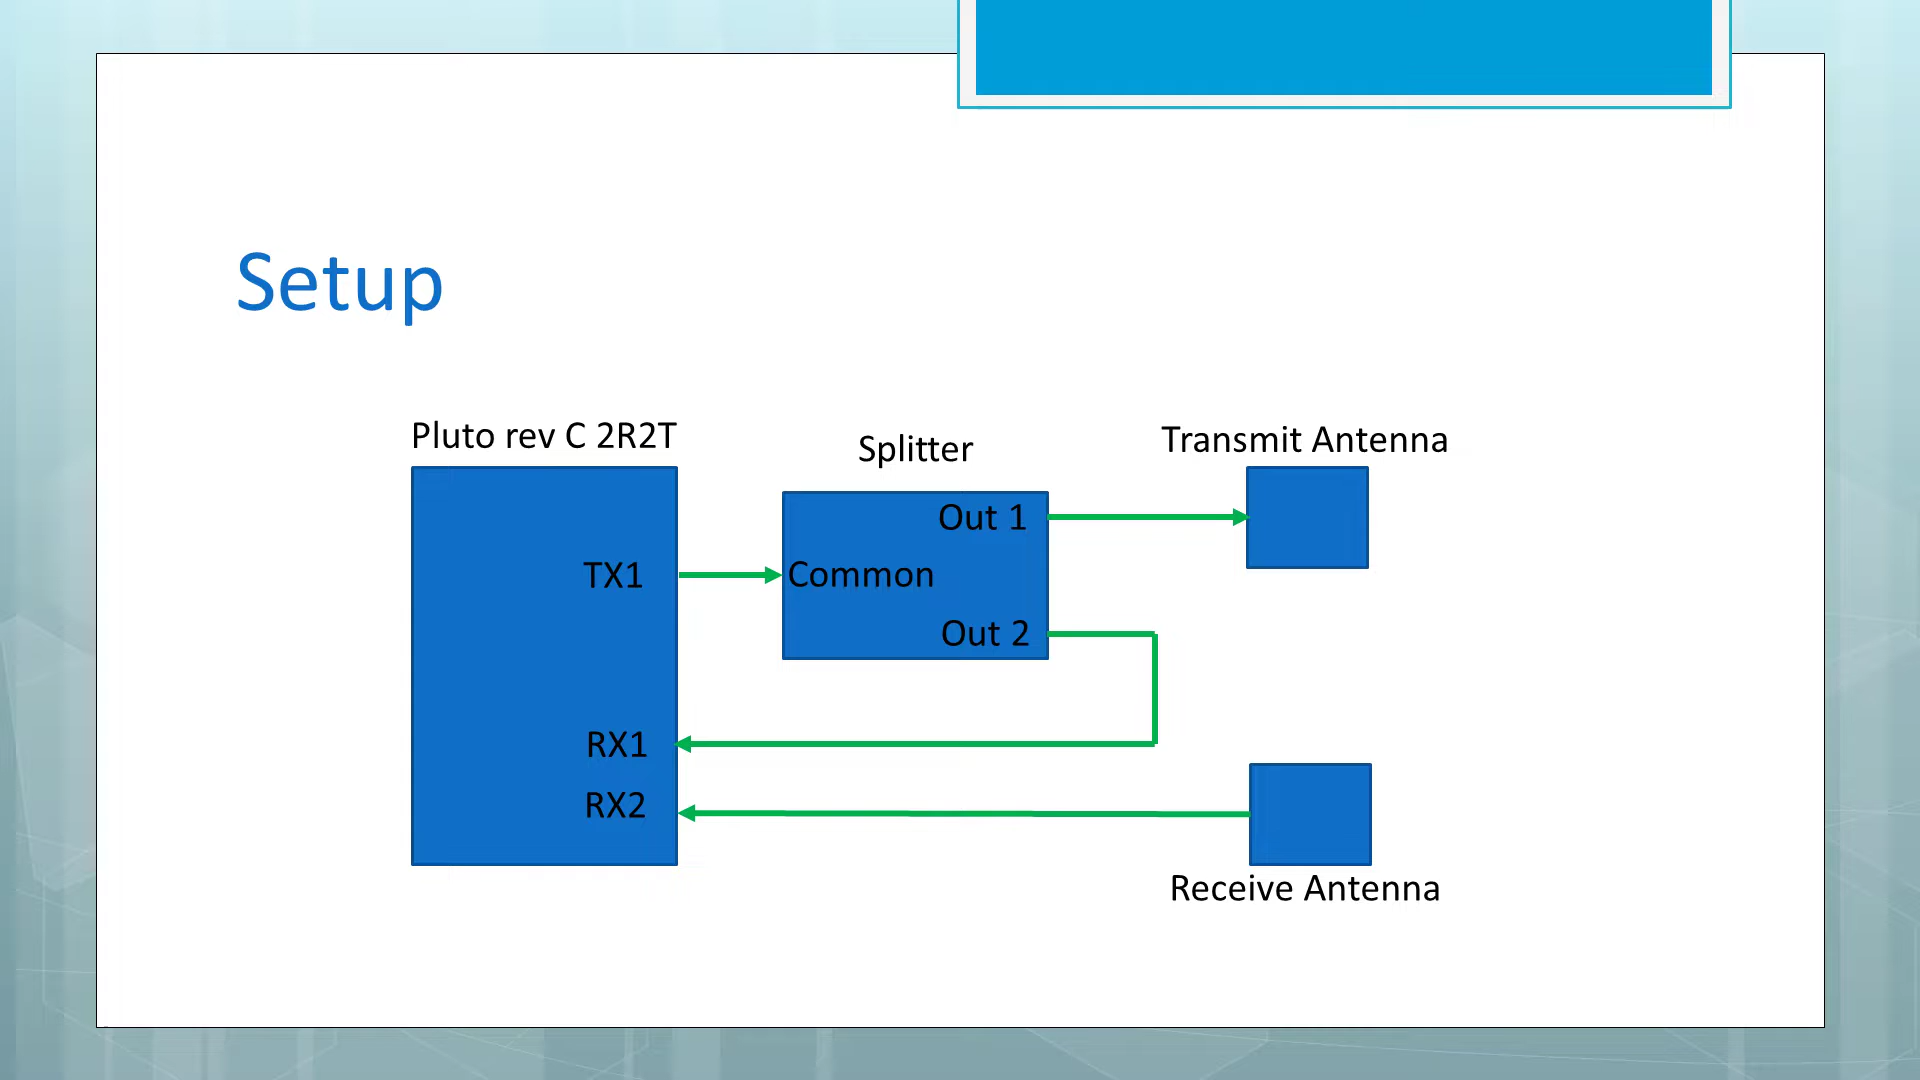 Setup
Pluto rev C 2R2T
Splitter
Transmit Antenna
Out 1
TX1
Common
Out 2
RX1
RX2
Receive Antenna